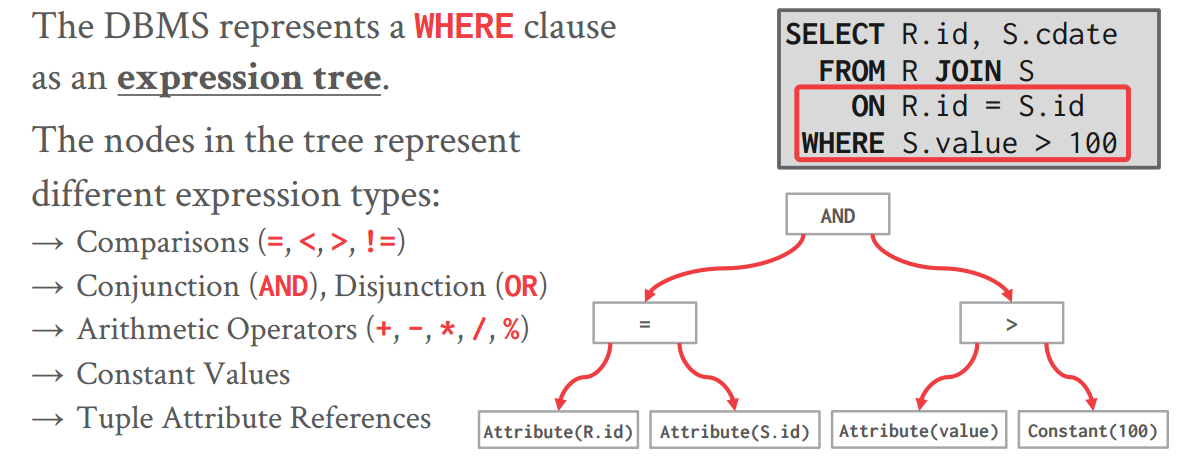 The DBMS represents a WHERE clause
as an expression tree.
The nodes in the tree represent
different expression types:
→ Comparisons (=, <, >, !=)
→ Conjunction (AND), Disjunction (OR)
→ Arithmetic Operators (+, -, *, /, %)
→ Constant Values
→ Tuple Attribute References
SELECT R.id, S.cdate
FROM R JOIN S
ON R.id = S.id
WHERE S.value > 100
AND
=
>
Attribute(R.id)
Attribute(S.id)
Attribute(value)
Constant(100)